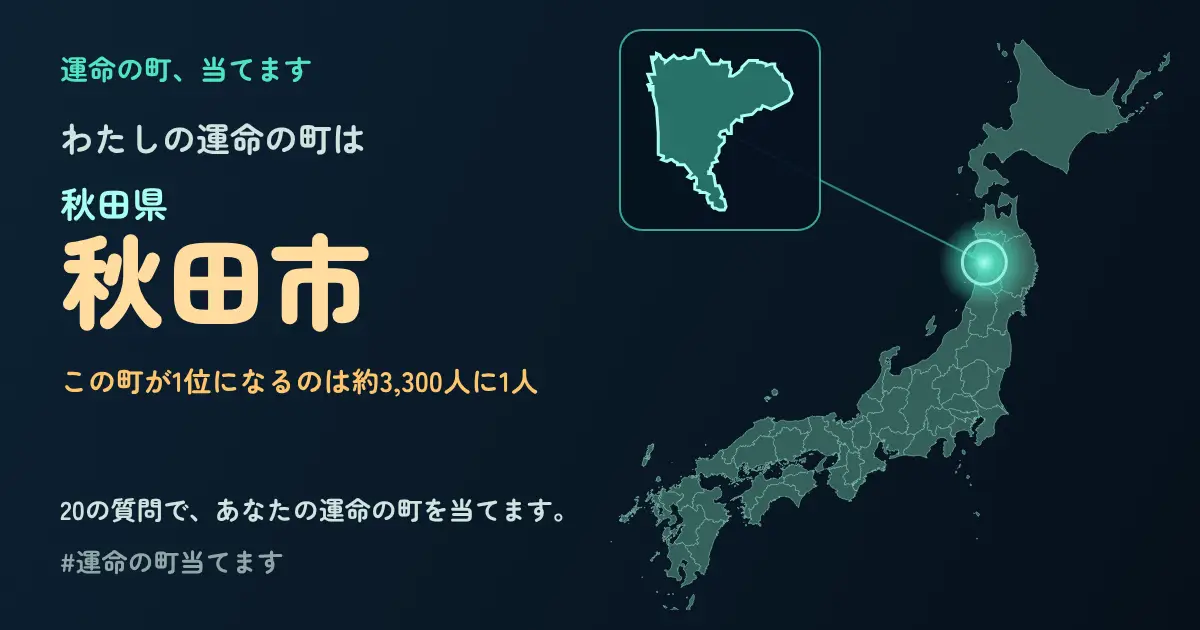 運命の町、当てます
わたしの運命の町は
秋田県
秋田市
この町が1位になるのは約3,300人に1人
20の質問で、あなたの運命の町を当てます。
#運命の町当てます